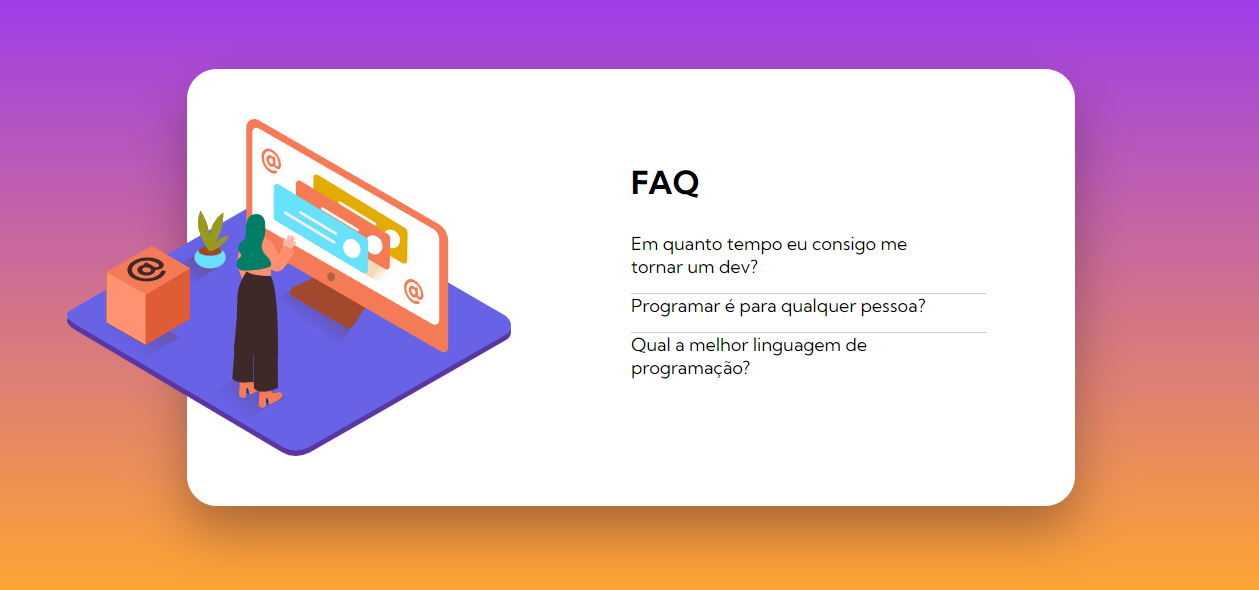 @
@
@
FAQ
Em quanto tempo eu consigo me
tornar um dev?
Programar é para qualquer pessoa?
Qual a melhor linguagem de
programação?